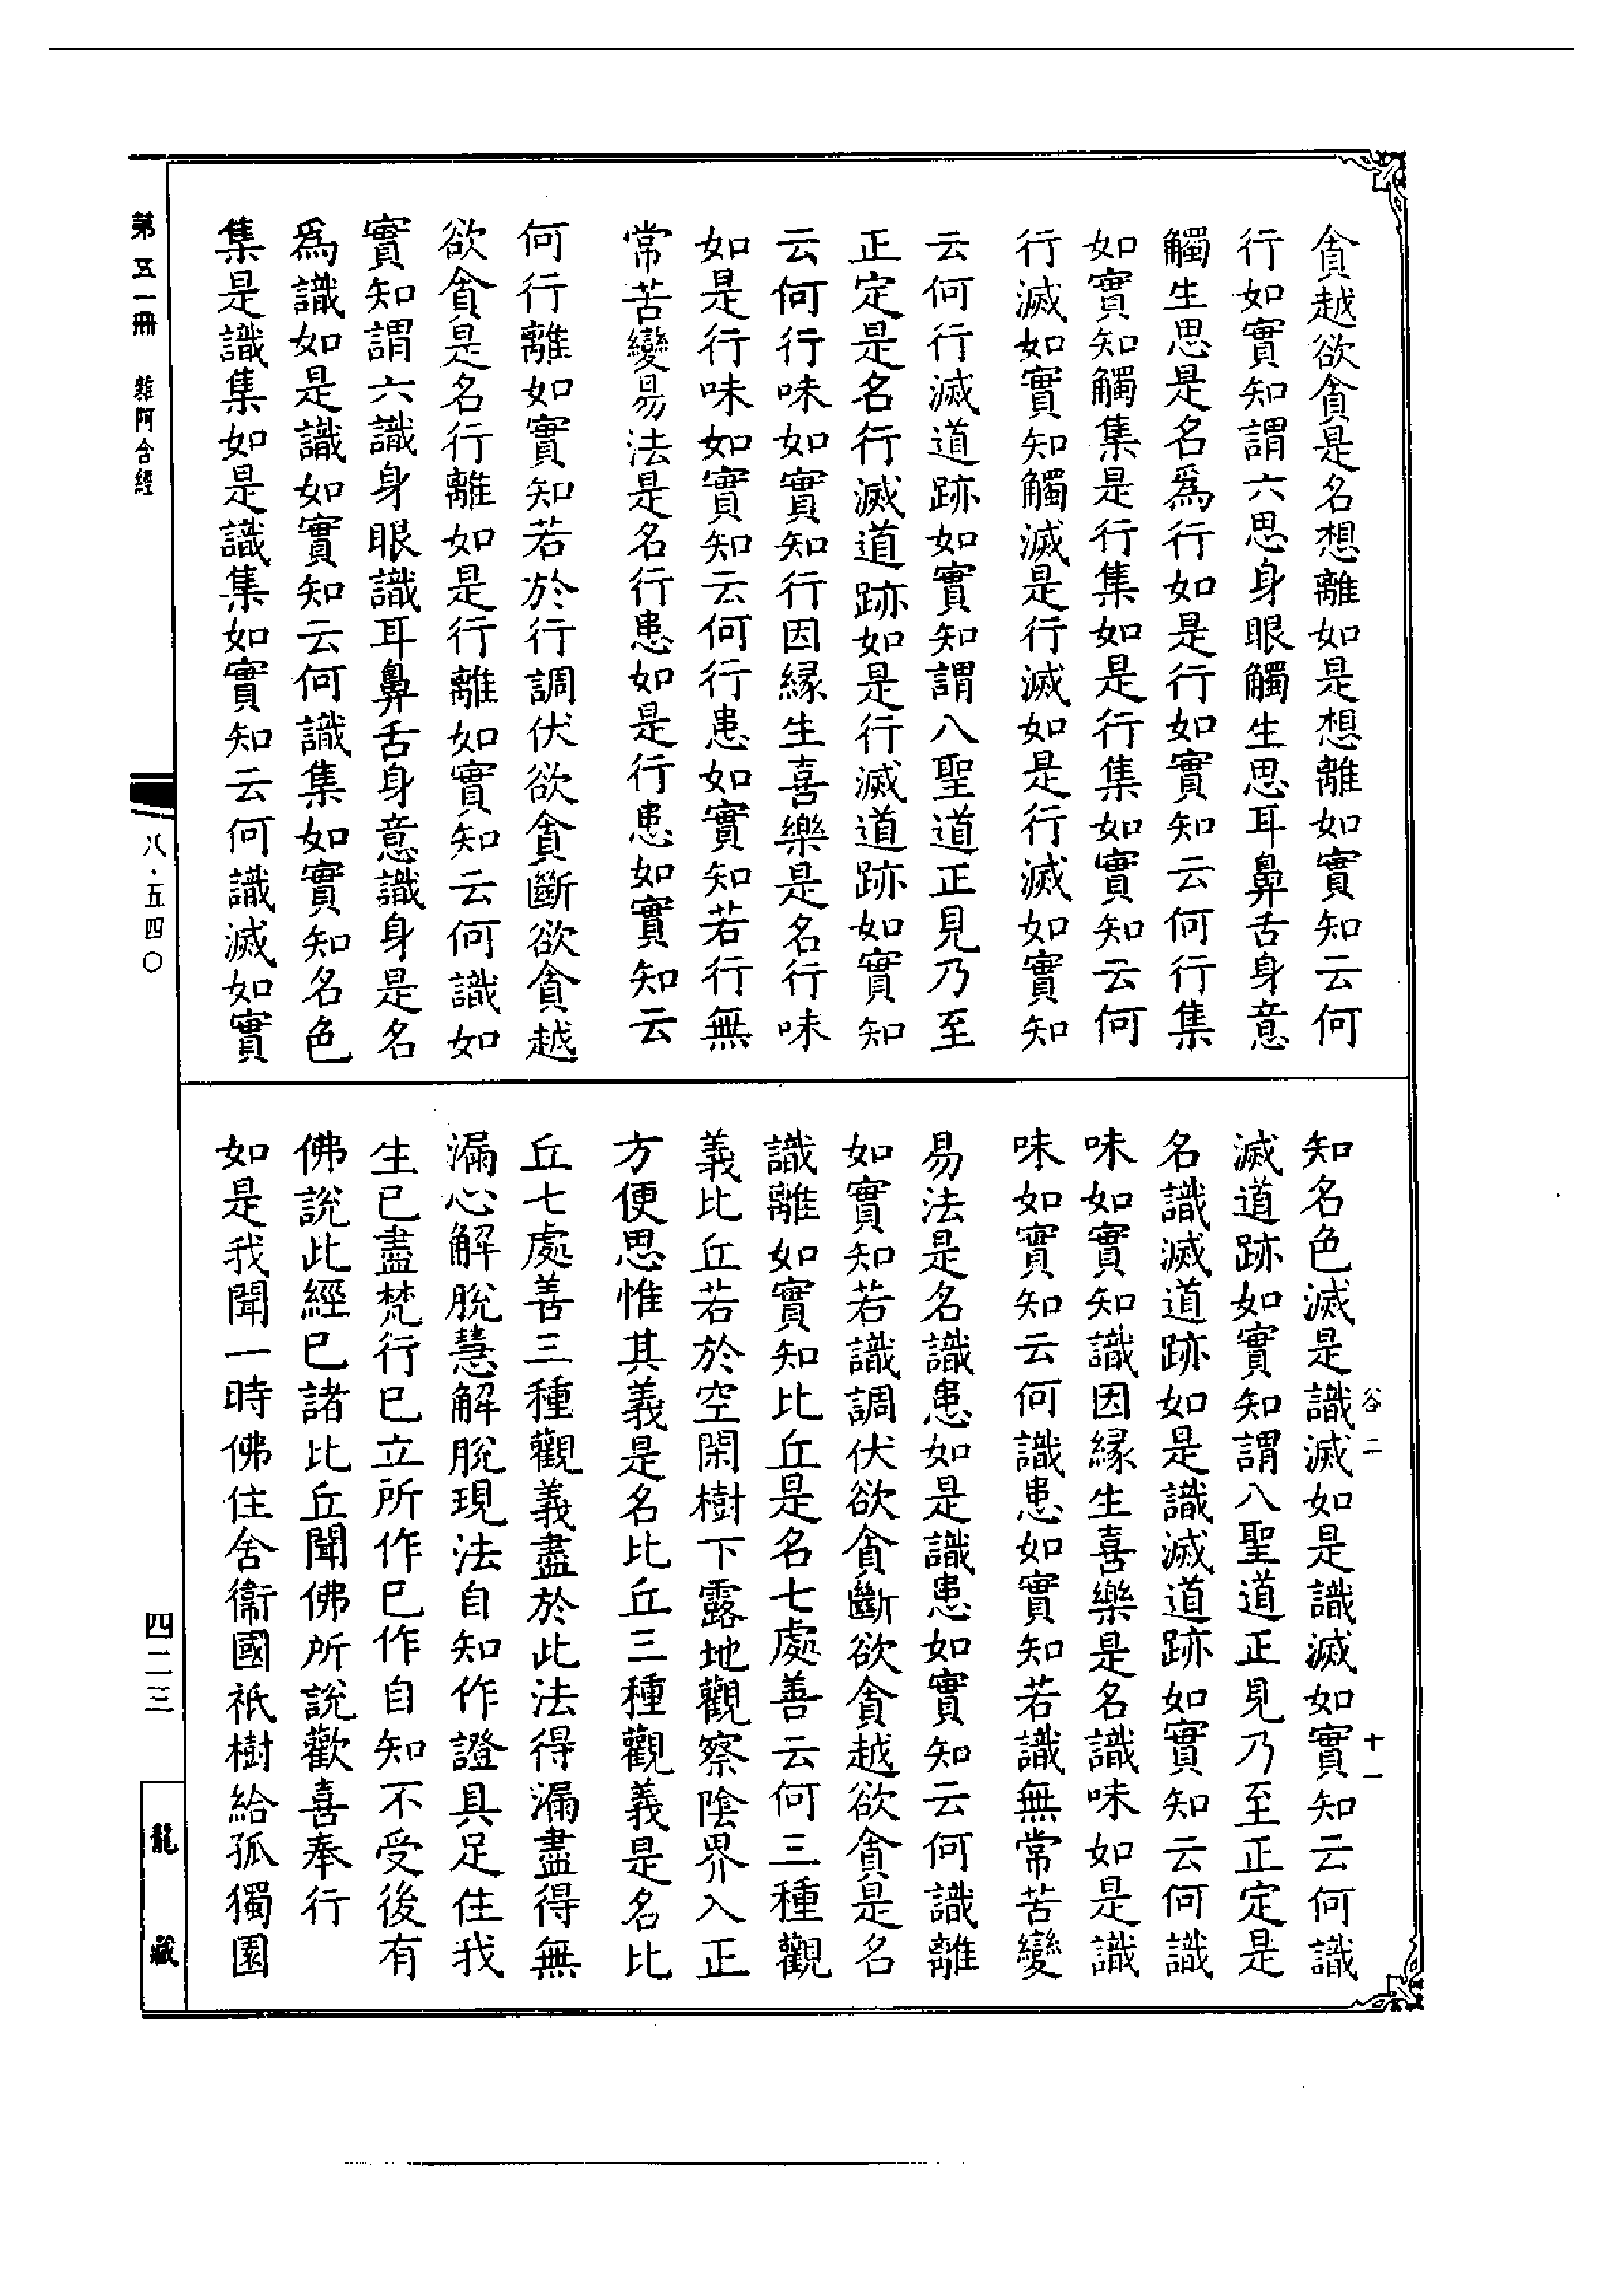 貪越欲貪是名想離如是想離如實知云何
行如實知謂六思身眼觸生思耳鼻舌身意
觸生思是名爲行如是行如實知云何行集
如實知觸集是行集如是行集如實知云何
行滅如實知觸滅是行滅如是行滅如實知
云何行滅道跡如實知謂八聖道正見乃至
正定是名行滅道跡如是行滅道跡如實知
云何行味如實知行因緣生喜樂是名行味
如是行味如實知云何行患如實知若行無
常苦變易法是名行患如是行患如實知云
何行離如實知若於行調伏欲貪斷欲貪越
欲貪是名行離如是行離如實知云何識如
實知謂六識身眼識耳鼻舌身意識身是名
爲識如是識如實知云何識集如實知名色
集是識集如是識集如實知云何識滅如實
知名色滅是識滅如是識滅如實知云何識
滅道跡如實知謂八聖道正見乃至正定是
名識滅道跡如是識滅道跡如實知云何識
味如實知識因緣生喜樂是名識味如是識
味如實知云何識患如實知若識無常苦變
易法是名識患如是識患如實知云何識離
如實知若識調伏欲貪斷欲貪越欲貪是名
識離如實知比丘是名七處善云何三種觀
義比丘若於空閑樹下露地觀察陰界入正
方便思惟其義是名比丘三種觀義是名比
丘七處善三種觀義盡於此法得漏盡得無
漏心解脫慧解脫現法自知作證具足住我
生已盡梵行已立所作已作自知不受後有
佛說此經已諸比丘聞佛所說歡喜奉行
如是我聞一時佛住舍衛國祇樹給孤獨園
谷二
十一
第五一冊
雜阿含經
八·五四〇
四二三
龍藏